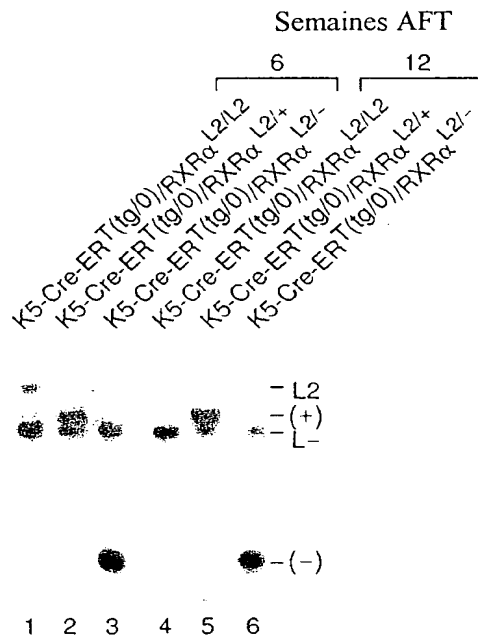 Semaines AFT
6 12
K5-Cre-ERT(tg/0)/RXRα L2/L2
K5-Cre-ERT(tg/0)/RXRα L2/+
K5-Cre-ERT(tg/0)/RXRα L2/-
K5-Cre-ERT(tg/0)/RXRα L2/L2
K5-Cre-ERT(tg/0)/RXRα L2/+
K5-Cre-ERT(tg/0)/RXRα L2/-
– L2
– (+)
– L–
– (–)
1 2 3 4 5 6